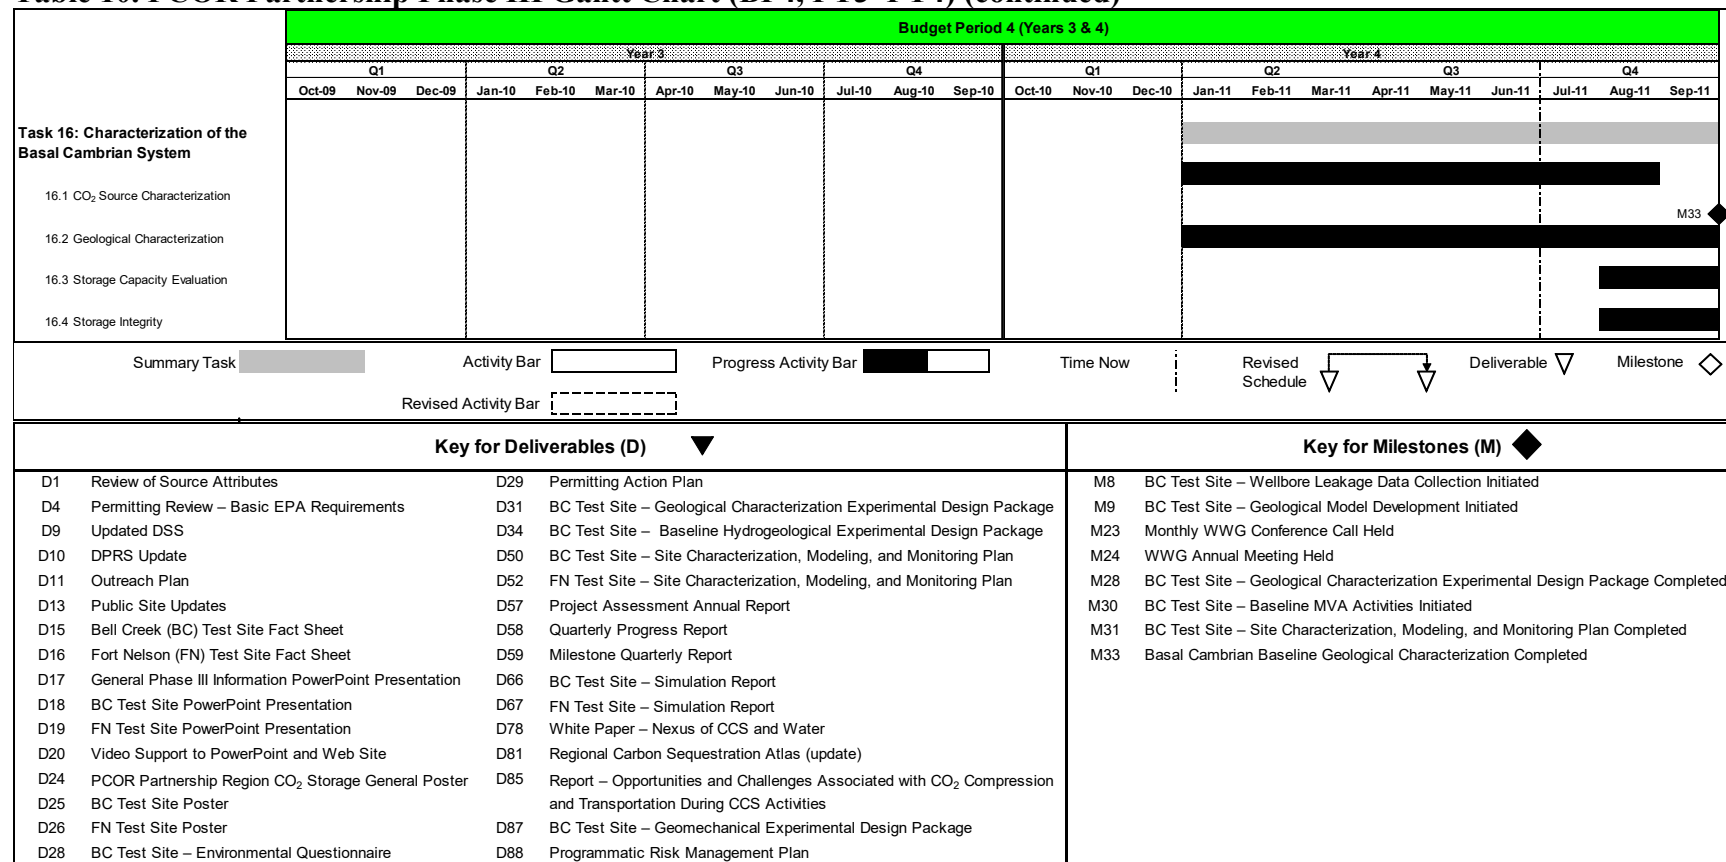 Table 10. PCOR Partnership Phase III Gantt Chart (BP4, PY3–PY4) (continued)
Budget Period 4 (Years 3 & 4)
Year 3 Year 4
Q1 Q2 Q3 Q4 Q1 Q2 Q3 Q4
Oct-09 Nov-09 Dec-09 Jan-10 Feb-10 Mar-10 Apr-10 May-10 Jun-10 Jul-10 Aug-10 Sep-10 Oct-10 Nov-10 Dec-10 Jan-11 Feb-11 Mar-11 Apr-11 May-11 Jun-11 Jul-11 Aug-11 Sep-11
Task 16: Characterization of the
Basal Cambrian System
16.1 CO2 Source Characterization
M33
16.2 Geological Characterization
16.3 Storage Capacity Evaluation
16.4 Storage Integrity
Summary Task Activity Bar Progress Activity Bar Time Now Revised Schedule Deliverable Milestone
Revised Activity Bar
Key for Deliverables (D) Key for Milestones (M)
D1 Review of Source Attributes D29 Permitting Action Plan M8 BC Test Site – Wellbore Leakage Data Collection Initiated
D4 Permitting Review – Basic EPA Requirements D31 BC Test Site – Geological Characterization Experimental Design Package M9 BC Test Site – Geological Model Development Initiated
D9 Updated DSS D34 BC Test Site – Baseline Hydrogeological Experimental Design Package M23 Monthly WWG Conference Call Held
D10 DPRS Update D50 BC Test Site – Site Characterization, Modeling, and Monitoring Plan M24 WWG Annual Meeting Held
D11 Outreach Plan D52 FN Test Site – Site Characterization, Modeling, and Monitoring Plan M28 BC Test Site – Geological Characterization Experimental Design Package Completed
D13 Public Site Updates D57 Project Assessment Annual Report M30 BC Test Site – Baseline MVA Activities Initiated
D15 Bell Creek (BC) Test Site Fact Sheet D58 Quarterly Progress Report M31 BC Test Site – Site Characterization, Modeling, and Monitoring Plan Completed
D16 Fort Nelson (FN) Test Site Fact Sheet D59 Milestone Quarterly Report M33 Basal Cambrian Baseline Geological Characterization Completed
D17 General Phase III Information PowerPoint Presentation D66 BC Test Site – Simulation Report
D18 BC Test Site PowerPoint Presentation D67 FN Test Site – Simulation Report
D19 FN Test Site PowerPoint Presentation D78 White Paper – Nexus of CCS and Water
D20 Video Support to PowerPoint and Web Site D81 Regional Carbon Sequestration Atlas (update)
D24 PCOR Partnership Region CO2 Storage General Poster D85 Report – Opportunities and Challenges Associated with CO2 Compression
D25 BC Test Site Poster and Transportation During CCS Activities
D26 FN Test Site Poster D87 BC Test Site – Geomechanical Experimental Design Package
D28 BC Test Site – Environmental Questionnaire D88 Programmatic Risk Management Plan